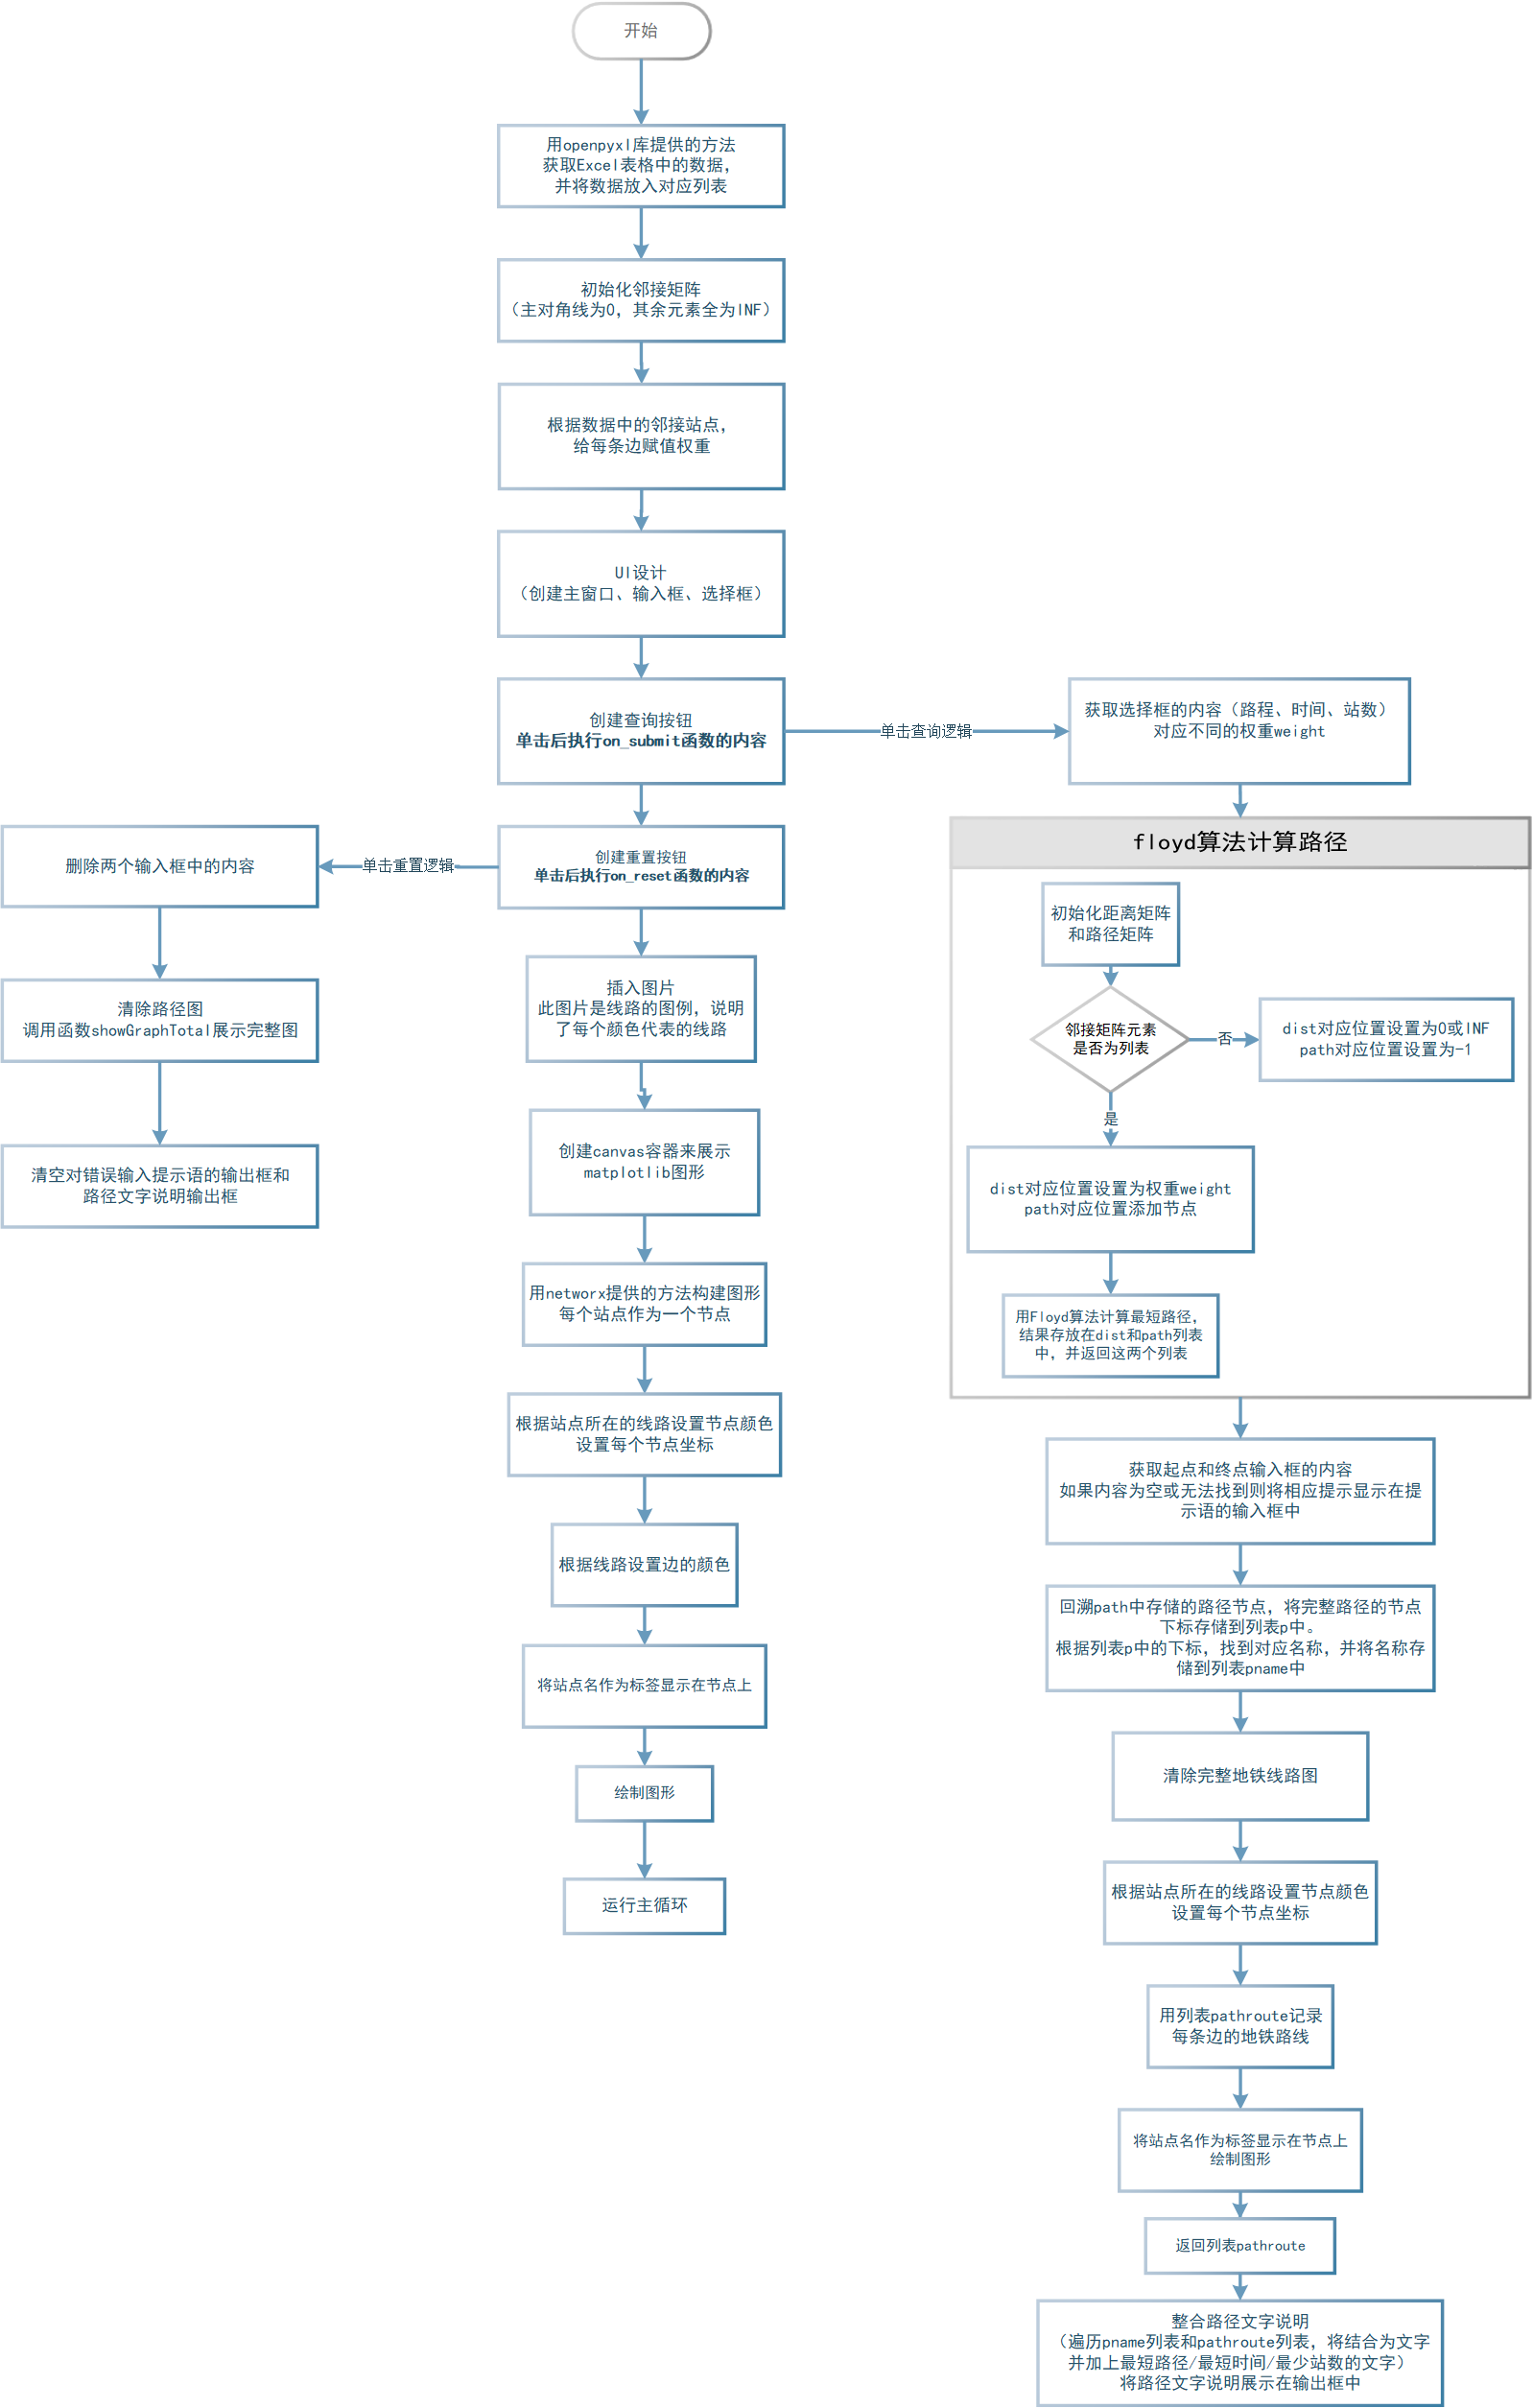 开始
用openpyxl库提供的方法
获取Excel表格中的数据，
并将数据放入对应列表
初始化邻接矩阵
（主对角线为0，其余元素全为INF）
根据数据中的邻接站点，
给每条边赋值权重
UI设计
（创建主窗口、输入框、选择框）
创建查询按钮
单击后执行on_submit函数的内容
单击查询逻辑
获取选择框的内容（路程、时间、站数）
对应不同的权重weight
创建重置按钮
单击后执行on_reset函数的内容
单击重置逻辑
删除两个输入框中的内容
清除路径图
调用函数showGraphTotal展示完整图
清空对错误输入提示语的输出框和
路径文字说明输出框
插入图片
此图片是线路的图例，说明
了每个颜色代表的线路
创建canvas容器来展示
matplotlib图形
用networx提供的方法构建图形
每个站点作为一个节点
根据站点所在的线路设置节点颜色
设置每个节点坐标
根据线路设置边的颜色
将站点名作为标签显示在节点上
绘制图形
运行主循环
floyd算法计算路径
初始化距离矩阵
和路径矩阵
邻接矩阵元素
是否为列表
否
dist对应位置设置为0或INF
path对应位置设置为-1
是
dist对应位置设置为权重weight
path对应位置添加节点
用Floyd算法计算最短路径，
结果存放在dist和path列表
中，并返回这两个列表
获取起点和终点输入框的内容
如果内容为空或无法找到则将相应提示显示在提
示语的输入框中
回溯path中存储的路径节点，将完整路径的节点
下标存储到列表p中。
根据列表p中的下标，找到对应名称，并将名称存
储到列表pname中
清除完整地铁线路图
根据站点所在的线路设置节点颜色
设置每个节点坐标
用列表pathroute记录
每条边的地铁路线
将站点名作为标签显示在节点上
绘制图形
返回列表pathroute
整合路径文字说明
（遍历pname列表和pathroute列表，将结合为文字
并加上最短路径/最短时间/最少站数的文字）
将路径文字说明展示在输出框中